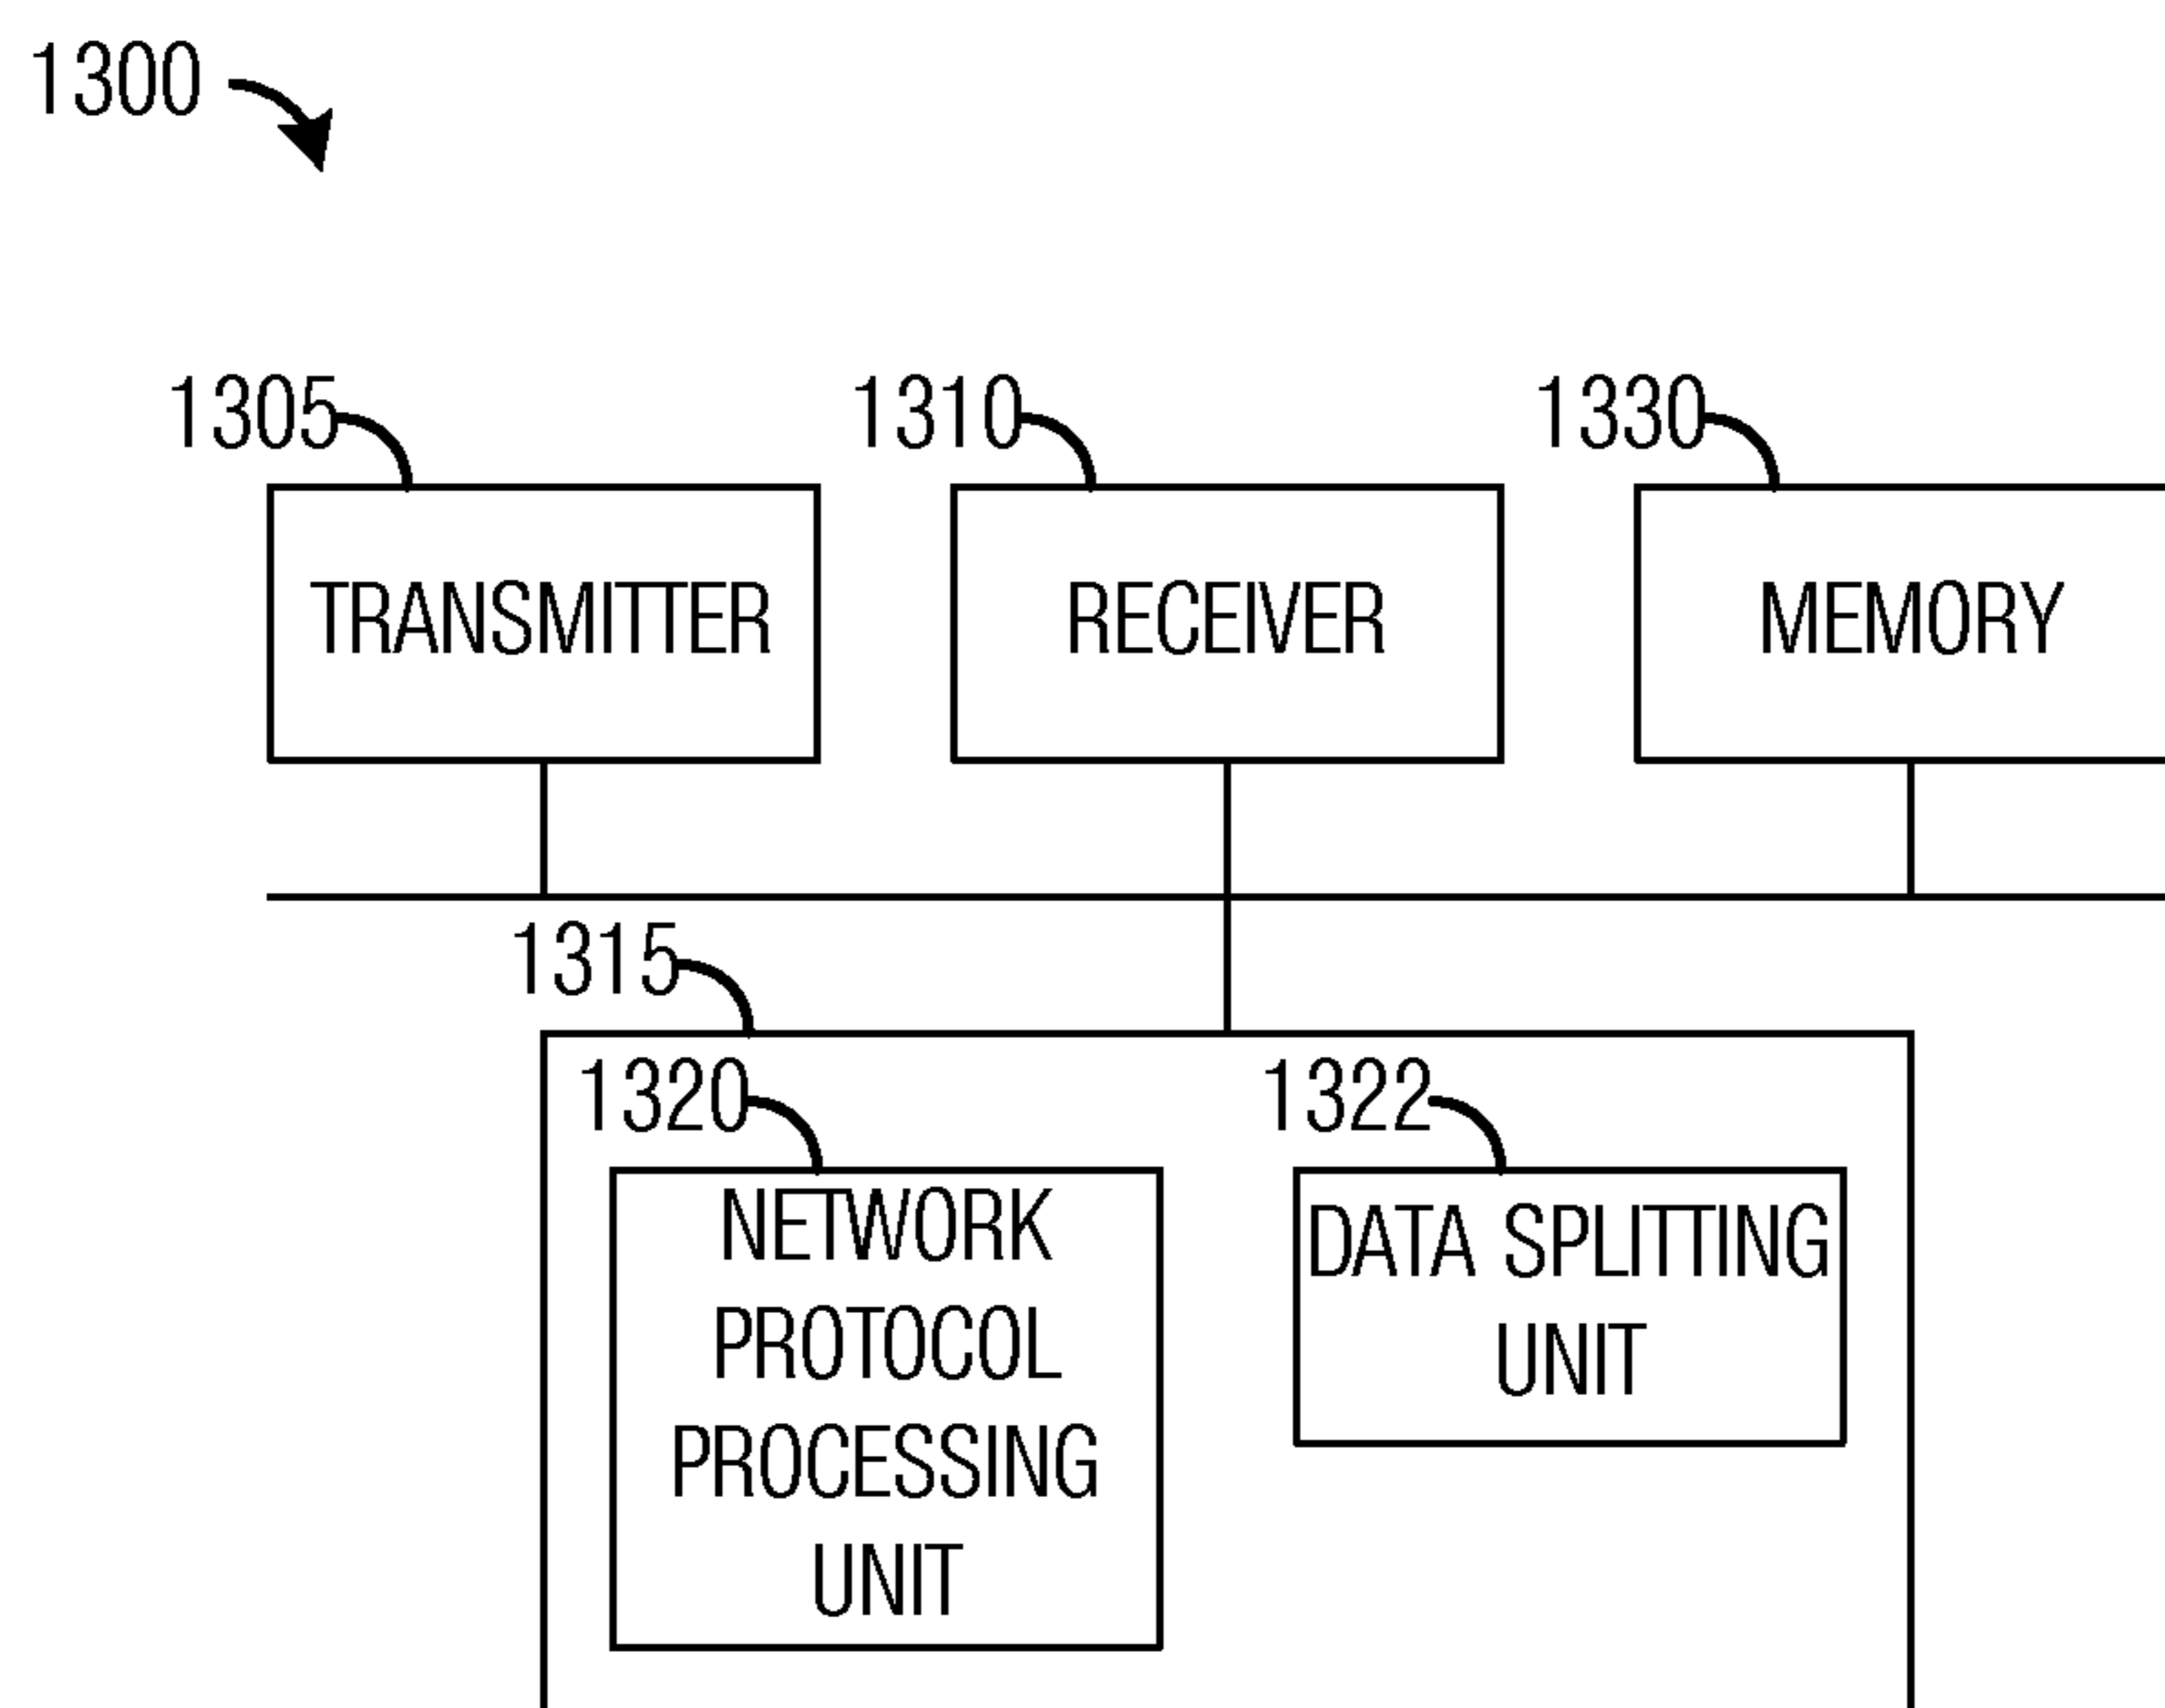 1300
1305
1310
1330
TRANSMITTER
RECEIVER
MEMORY
1315
1320
1322
NETWORK
PROTOCOL
PROCESSING
UNIT
DATA SPLITTING
UNIT